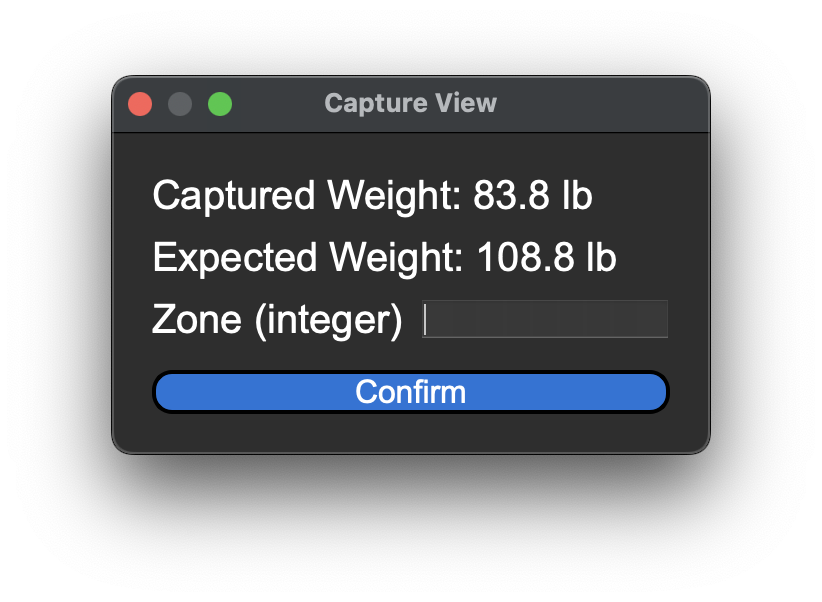 Capture View
Captured Weight: 83.8 lb
Expected Weight: 108.8 lb
Zone (integer)
Confirm